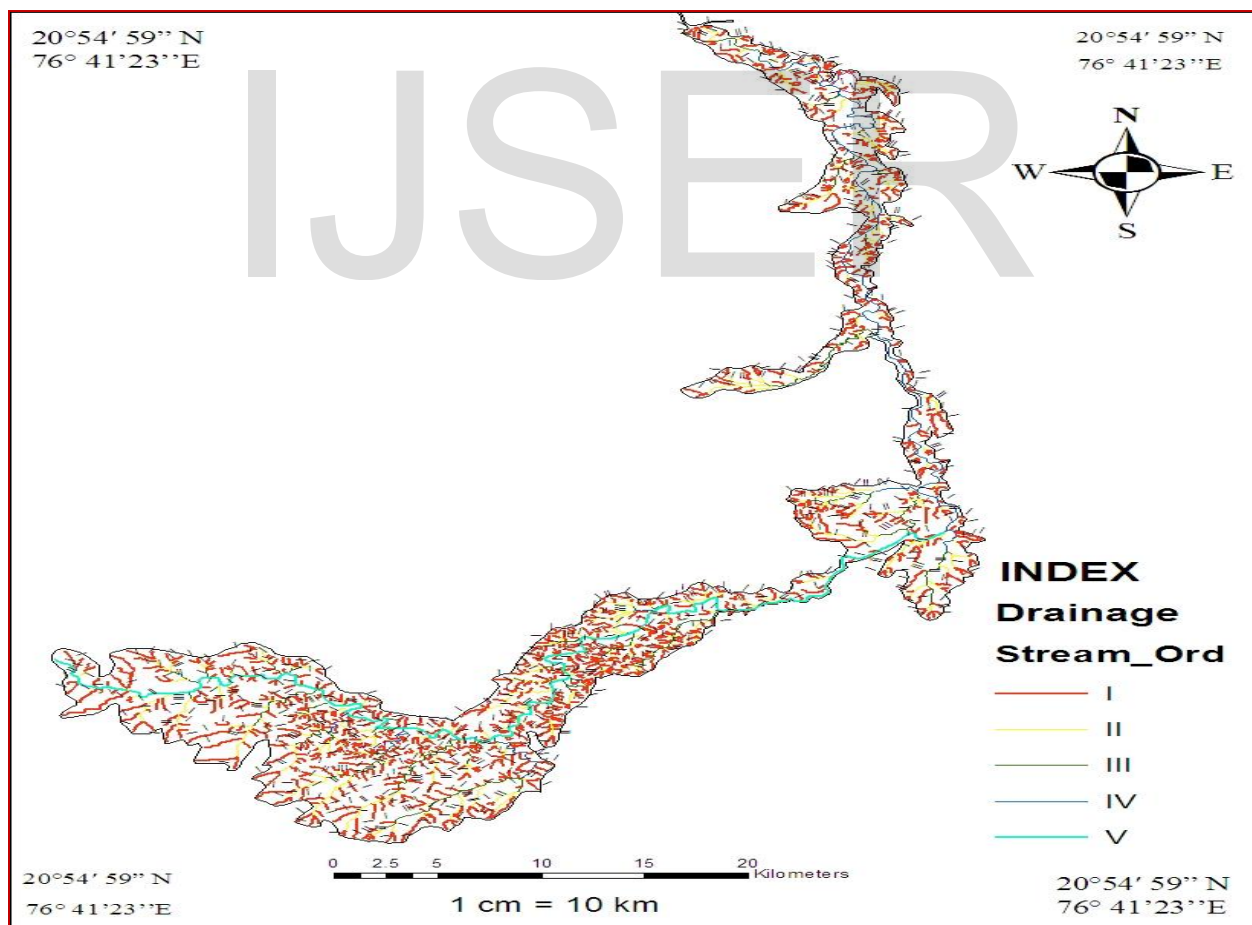 20°54′ 59” N
76° 41’23’’E
20°54′ 59” N
76° 41’23’’E
IJSER
N
W
E
S
INDEX
Drainage
Stream_Ord
I
II
III
IV
V
0 2.5 5 10 15 20
Kilometers
1 cm = 10 km
20°54′ 59” N
76° 41’23’’E
20°54′ 59” N
76° 41’23’’E